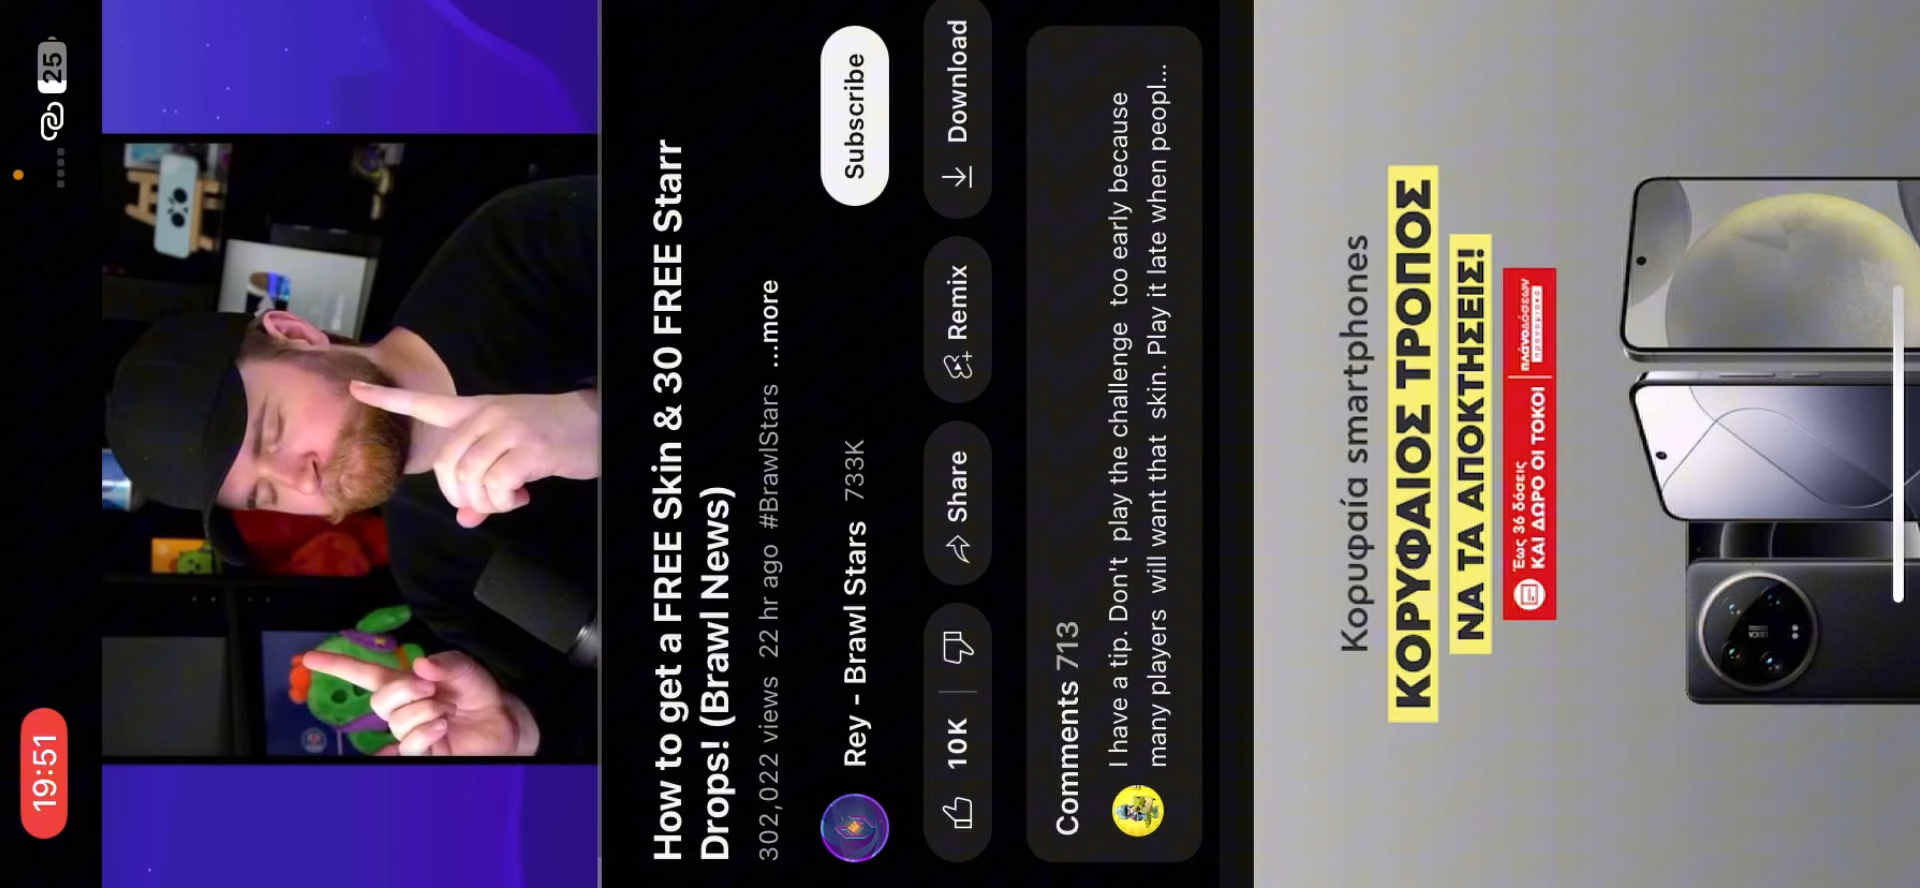 19:51
25
How to get a FREE Skin & 30 FREE Starr
Drops! (Brawl News)
302,022 views 22 hr ago #BrawlStars ...more
Rey - Brawl Stars 733K
Subscribe
10K
Share
Remix
Download
Comments 713
I have a tip. Don't play the challenge too early because
many players will want that skin. Play it late when peopl...
Κορυφαία smartphones
ΚΟΡΥΦΑΙΟΣ ΤΡΟΠΟΣ
ΝΑ ΤΑ ΑΠΟΚΤΗΣΕΙΣ!
Έως 36 δόσεις
ΚΑΙ ΔΩΡΟ ΟΙ ΤΟΚΟΙ
πλάνοδόσεων
προνομιακό
LEICA